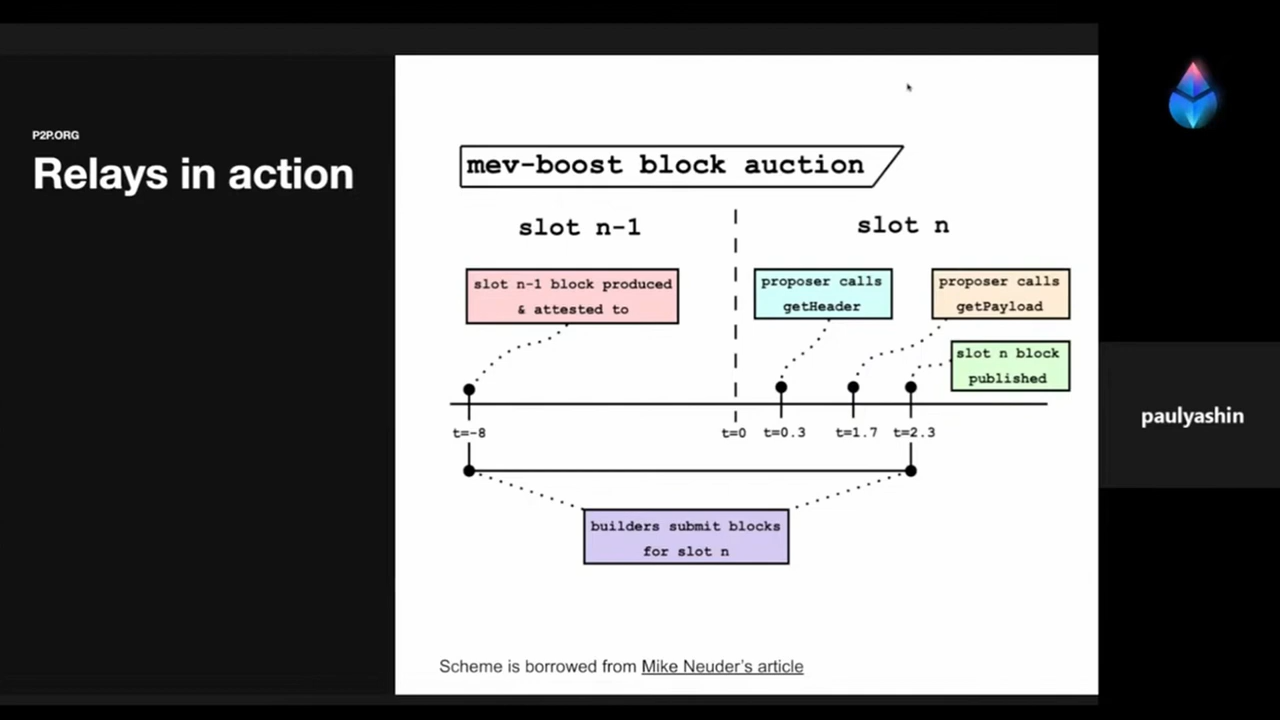 P2P.ORG
Relays in action
mev-boost block auction
slot n-1
slot n
slot n-1 block produced
& attested to
proposer calls
getHeader
proposer calls
getPayload
slot n block
published
t=-8
t=0
t=0.3
t=1.7
t=2.3
builders submit blocks
for slot n
Scheme is borrowed from Mike Neuder's article
paulyashin